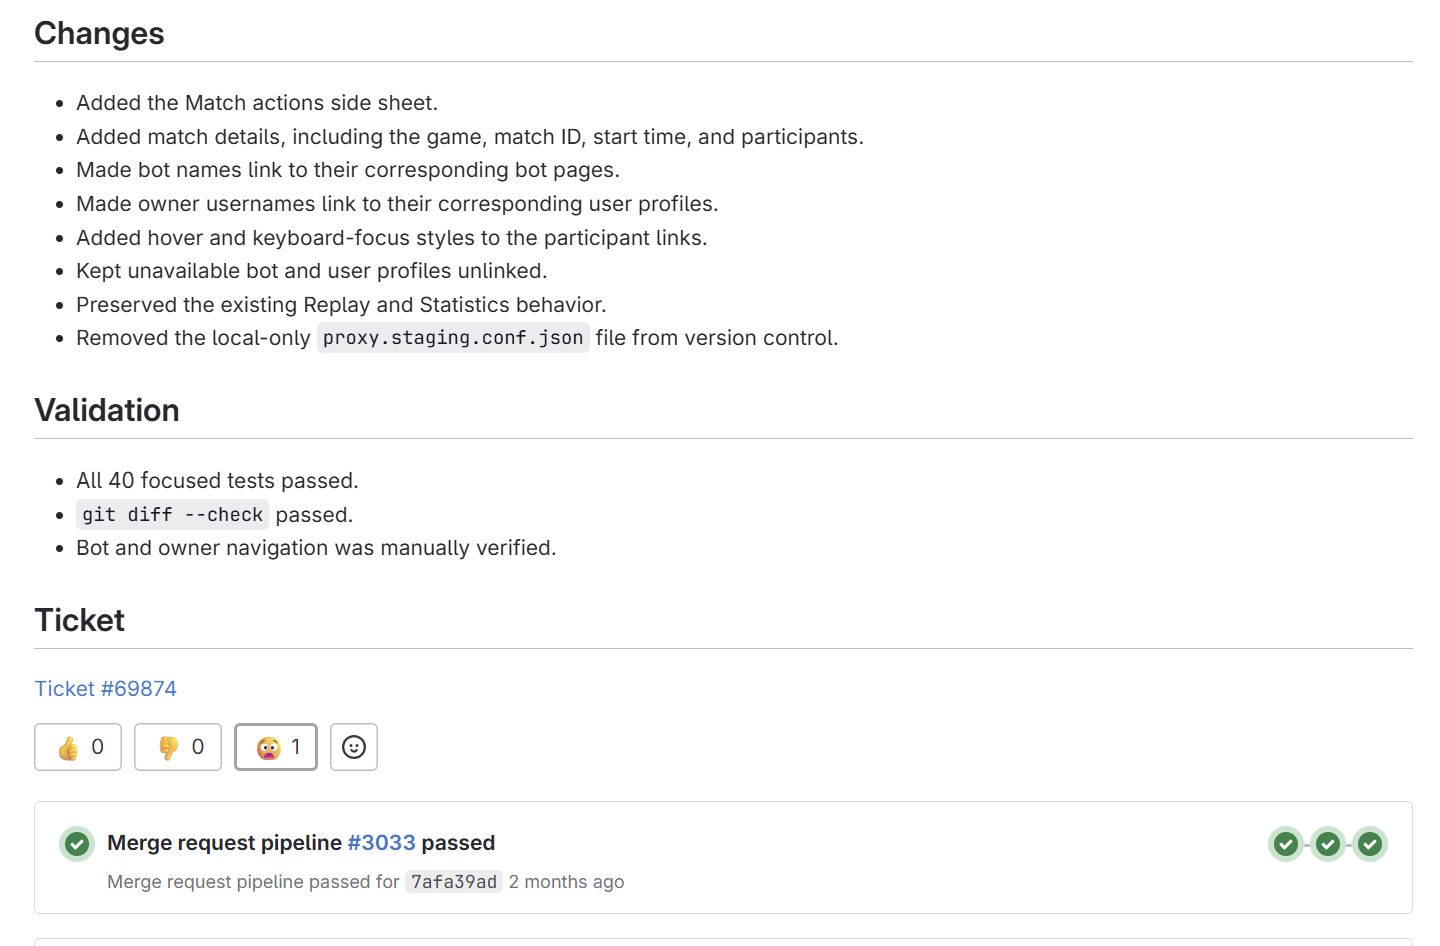 Changes
Added the Match actions side sheet.
Added match details, including the game, match ID, start time, and participants.
Made bot names link to their corresponding bot pages.
Made owner usernames link to their corresponding user profiles.
Added hover and keyboard-focus styles to the participant links.
Kept unavailable bot and user profiles unlinked.
Preserved the existing Replay and Statistics behavior.
Removed the local-only proxy.staging.conf.json file from version control.
Validation
All 40 focused tests passed.
git diff --check passed.
Bot and owner navigation was manually verified.
Ticket
Ticket #69874
0 0 1
Merge request pipeline #3033 passed
Merge request pipeline passed for 7afa39ad 2 months ago